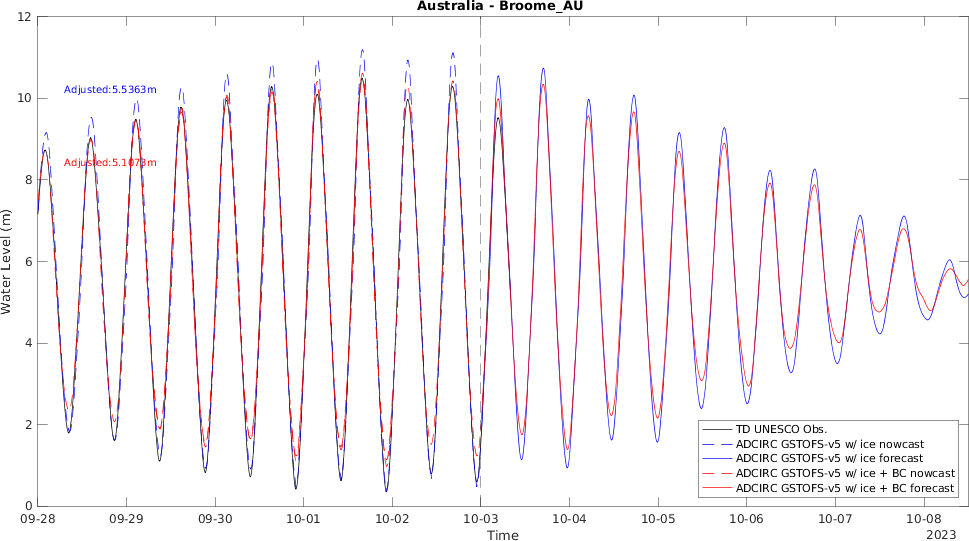 Australia - Broome_AU
12
10
8
6
4
2
0
Water Level (m)
Adjusted:5.5363m
Adjusted:5.1073m
TD UNESCO Obs.
ADCIRC GSTOFS-v5 w/ ice nowcast
ADCIRC GSTOFS-v5 w/ ice forecast
ADCIRC GSTOFS-v5 w/ ice + BC nowcast
ADCIRC GSTOFS-v5 w/ ice + BC forecast
09-28 09-29 09-30 10-01 10-02 10-03 10-04 10-05 10-06 10-07 10-08
2023
Time